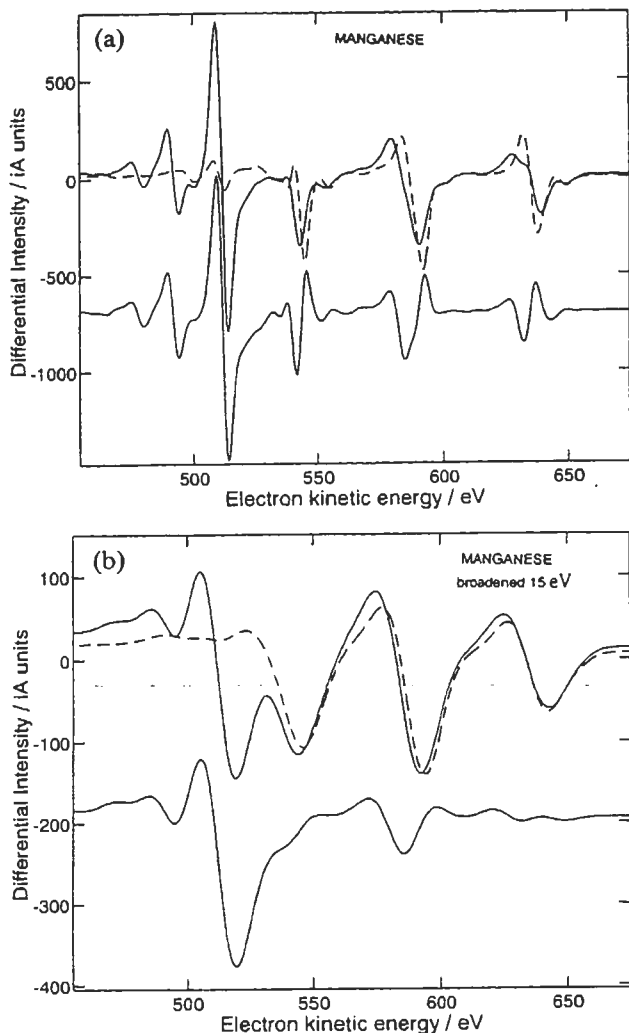 (a)
MANGANESE
500
0
-500
-1000
Differential Intensity / iA units
500
550
600
650
Electron kinetic energy / eV
(b)
MANGANESE
broadened 15 eV
100
0
-100
-200
-300
-400
Differential Intensity / iA units
500
550
600
650
Electron kinetic energy / eV